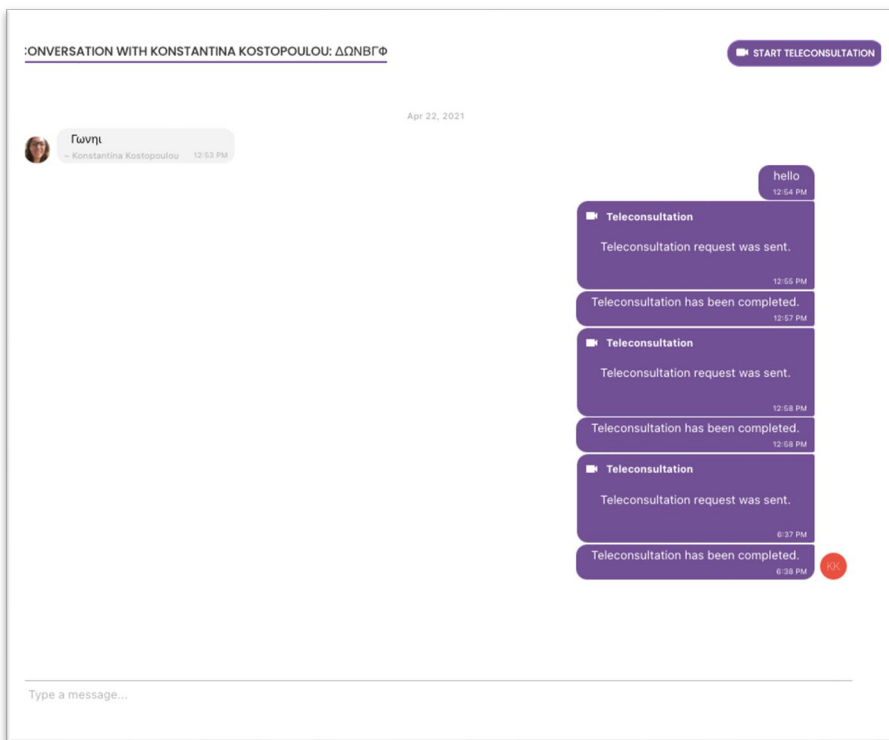 :ONVERSATION WITH KONSTANTINA KOSTOPOULOU: ΔΩΝΒΓΦ
START TELECONSULTATION
Apr 22, 2021
Γωνηι
~ Konstantina Kostopoulou 12:53 PM
hello
12:54 PM
Teleconsultation
Teleconsultation request was sent.
12:55 PM
Teleconsultation has been completed.
12:57 PM
Teleconsultation
Teleconsultation request was sent.
12:58 PM
Teleconsultation has been completed.
12:58 PM
Teleconsultation
Teleconsultation request was sent.
6:37 PM
Teleconsultation has been completed.
6:38 PM
KK
Type a message...